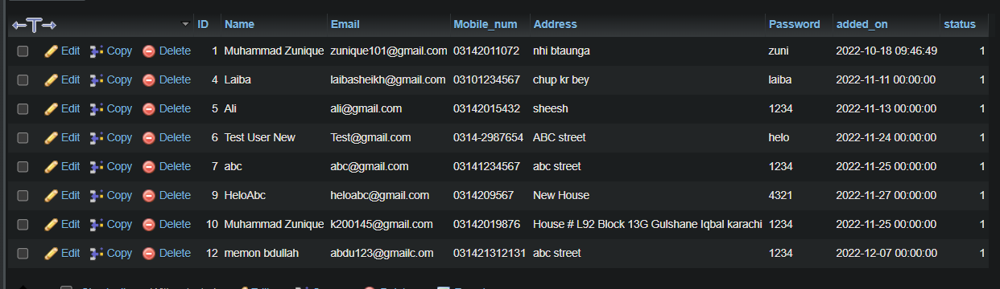 ID Name Email Mobile_num Address Password added_on status
Edit Copy Delete 1 Muhammad Zunique zunique101@gmail.com 03142011072 nhi btaunga zuni 2022-10-18 09:46:49 1
Edit Copy Delete 4 Laiba laibasheikh@gmail.com 03101234567 chup kr bey laiba 2022-11-11 00:00:00 1
Edit Copy Delete 5 Ali ali@gmail.com 03142015432 sheesh 1234 2022-11-13 00:00:00 1
Edit Copy Delete 6 Test User New Test@gmail.com 0314-2987654 ABC street helo 2022-11-24 00:00:00 1
Edit Copy Delete 7 abc abc@gmail.com 03141234567 abc street 1234 2022-11-25 00:00:00 1
Edit Copy Delete 9 HeloAbc heloabc@gmail.com 0314209567 New House 4321 2022-11-27 00:00:00 1
Edit Copy Delete 10 Muhammad Zunique k200145@gmail.com 03142019876 House # L92 Block 13G Gulshane Iqbal karachi 1234 2022-11-25 00:00:00 1
Edit Copy Delete 12 memon bdullah abdu123@gmailc.om 031421312131 abc street 1234 2022-12-07 00:00:00 1